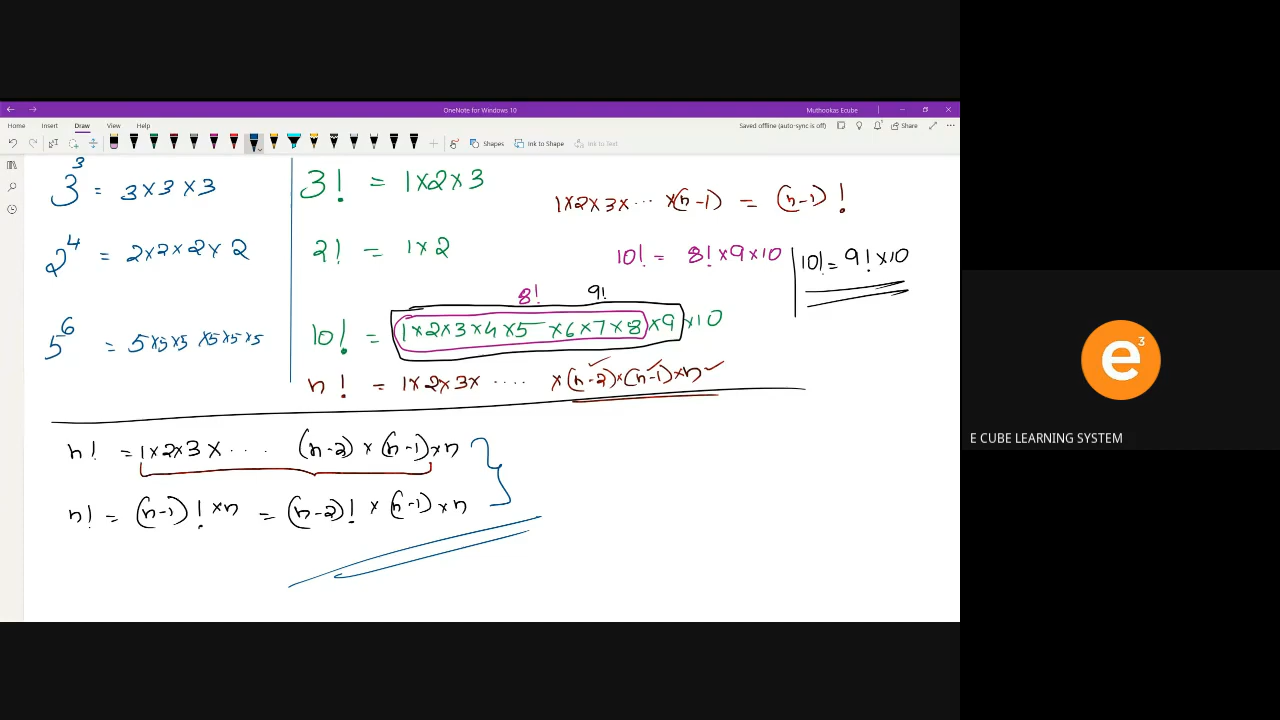 OneNote for Windows 10
Muthookas Ecube
Home Insert Draw View Help
Saved offline (auto-sync is off)
Share
Shapes
Ink to Shape
Ink to Text
3³ = 3×3×3
2⁴ = 2×2×2×2
5⁶ = 5×5×5×5×5×5
3! = 1×2×3
2! = 1×2
8! 9!
10! = 1×2×3×4×5×6×7×8×9×10
n! = 1×2×3× .... ×(n-2)×(n-1)×n
1×2×3× ... ×(n-1) = (n-1)!
10! = 8!×9×10
10! = 9!×10
n! = 1×2×3× .... (n-2)×(n-1)×n
n! = (n-1)!×n = (n-2)!×(n-1)×n
e³
E CUBE LEARNING SYSTEM